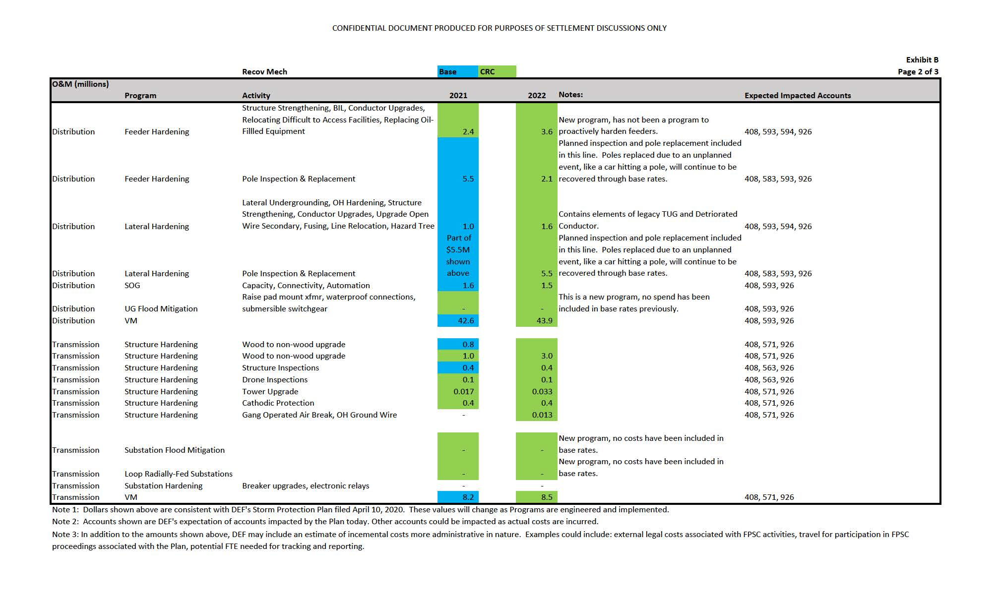 CONFIDENTIAL DOCUMENT PRODUCED FOR PURPOSES OF SETTLEMENT DISCUSSIONS ONLY
Exhibit B
Recov Mech Base CRC Page 2 of 3
O&M (millions)
Program Activity 2021 2022 Notes: Expected Impacted Accounts
Structure Strengthening, BIL, Conductor Upgrades,
Relocating Difficult to Access Facilities, Replacing Oil- New program, has not been a program to
Distribution Feeder Hardening Fillled Equipment 2.4 3.6 proactively harden feeders. 408, 593, 594, 926
Planned inspection and pole replacement included
in this line.  Poles replaced due to an unplanned
event, like a car hitting a pole, will continue to be
Distribution Feeder Hardening Pole Inspection & Replacement 5.5 2.1 recovered through base rates. 408, 583, 593, 926
Lateral Undergrounding, OH Hardening, Structure
Strengthening, Conductor Upgrades, Upgrade Open Contains elements of legacy TUG and Detriorated
Distribution Lateral Hardening Wire Secondary, Fusing, Line Relocation, Hazard Tree 1.0 1.6 Conductor. 408, 593, 594, 926
Part of Planned inspection and pole replacement included
$5.5M in this line.  Poles replaced due to an unplanned
shown event, like a car hitting a pole, will continue to be
Distribution Lateral Hardening Pole Inspection & Replacement above 5.5 recovered through base rates. 408, 583, 593, 926
Distribution SOG Capacity, Connectivity, Automation 1.6 1.5 408, 593, 926
Raise pad mount xfmr, waterproof connections, This is a new program, no spend has been
Distribution UG Flood Mitigation submersible switchgear - - included in base rates previously. 408, 593, 926
Distribution VM 42.6 43.9 408, 593, 926
Transmission Structure Hardening Wood to non-wood upgrade 0.8 408, 571, 926
Transmission Structure Hardening Wood to non-wood upgrade 1.0 3.0 408, 571, 926
Transmission Structure Hardening Structure Inspections 0.4 0.4 408, 563, 926
Transmission Structure Hardening Drone Inspections 0.1 0.1 408, 563, 926
Transmission Structure Hardening Tower Upgrade 0.017 0.033 408, 571, 926
Transmission Structure Hardening Cathodic Protection 0.4 0.4 408, 571, 926
Transmission Structure Hardening Gang Operated Air Break, OH Ground Wire - 0.013 408, 571, 926
New program, no costs have been included in
Transmission Substation Flood Mitigation - - base rates.
New program, no costs have been included in
Transmission Loop Radially-Fed Substations - - base rates.
Transmission Substation Hardening Breaker upgrades, electronic relays - -
Transmission VM 8.2 8.5 408, 571, 926
Note 1:  Dollars shown above are consistent with DEF's Storm Protection Plan filed April 10, 2020.  These values will change as Programs are engineered and implemented.
Note 2:  Accounts shown are DEF's expectation of accounts impacted by the Plan today. Other accounts could be impacted as actual costs are incurred.
Note 3: In addition to the amounts shown above, DEF may include an estimate of incemental costs more administrative in nature.  Examples could include: external legal costs associated with FPSC activities, travel for participation in FPSC
proceedings associated with the Plan, potential FTE needed for tracking and reporting.